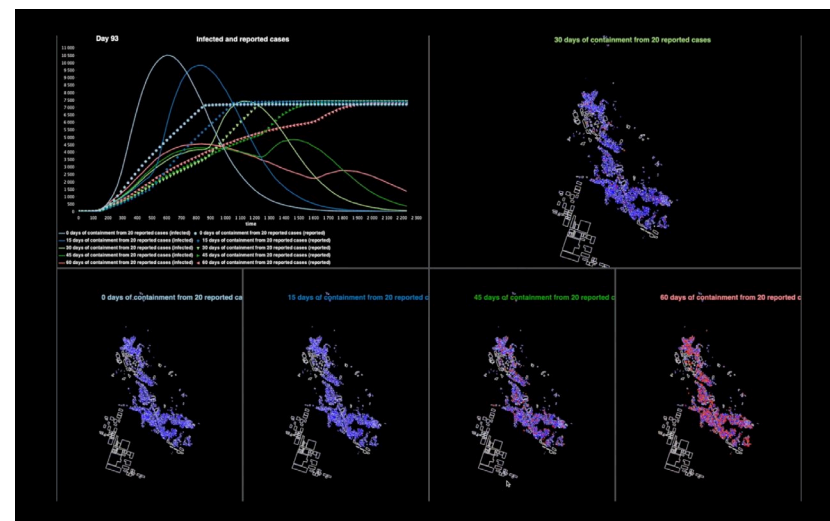 Day 93
Infected and reported cases
11 000
10 500
10 000
9 500
9 000
8 500
8 000
7 500
7 000
6 500
6 000
5 500
5 000
4 500
4 000
3 500
3 000
2 500
2 000
1 500
1 000
500
0
0 100 200 300 400 500 600 700 800 900 1 000 1 100 1 200 1 300 1 400 1 500 1 600 1 700 1 800 1 900 2 000 2 100 2 200 2 300
time
0 days of containment from 20 reported cases (infected) 0 days of containment from 20 reported cases (reported)
15 days of containment from 20 reported cases (infected) 15 days of containment from 20 reported cases (reported)
30 days of containment from 20 reported cases (infected) 30 days of containment from 20 reported cases (reported)
45 days of containment from 20 reported cases (infected) 45 days of containment from 20 reported cases (reported)
60 days of containment from 20 reported cases (infected) 60 days of containment from 20 reported cases (reported)
30 days of containment from 20 reported cases
0 days of containment from 20 reported ca
15 days of containment from 20 reported c
45 days of containment from 20 reported c
60 days of containment from 20 reported c